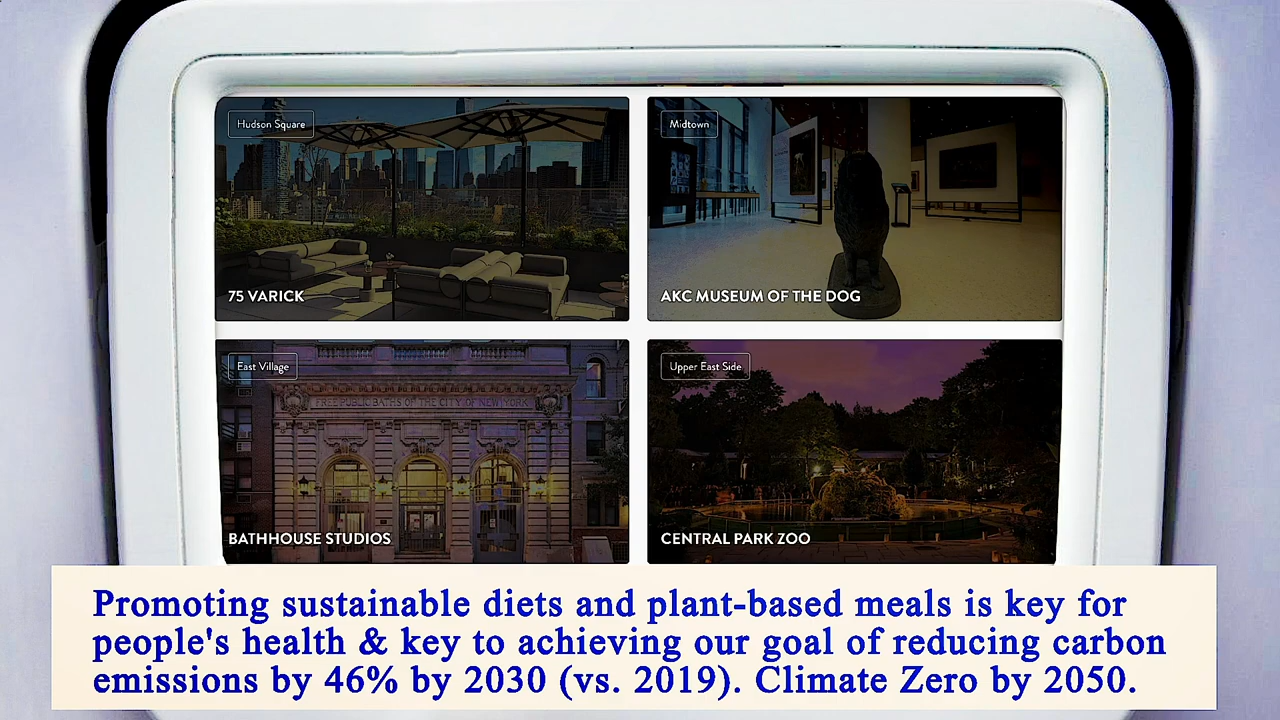 Hudson Square
75 VARICK
Midtown
AKC MUSEUM OF THE DOG
East Village
FREE PUBLIC BATHS OF THE CITY OF NEW YORK
BATHHOUSE STUDIOS
Upper East Side
CENTRAL PARK ZOO
Promoting sustainable diets and plant-based meals is key for
people's health & key to achieving our goal of reducing carbon
emissions by 46% by 2030 (vs. 2019). Climate Zero by 2050.